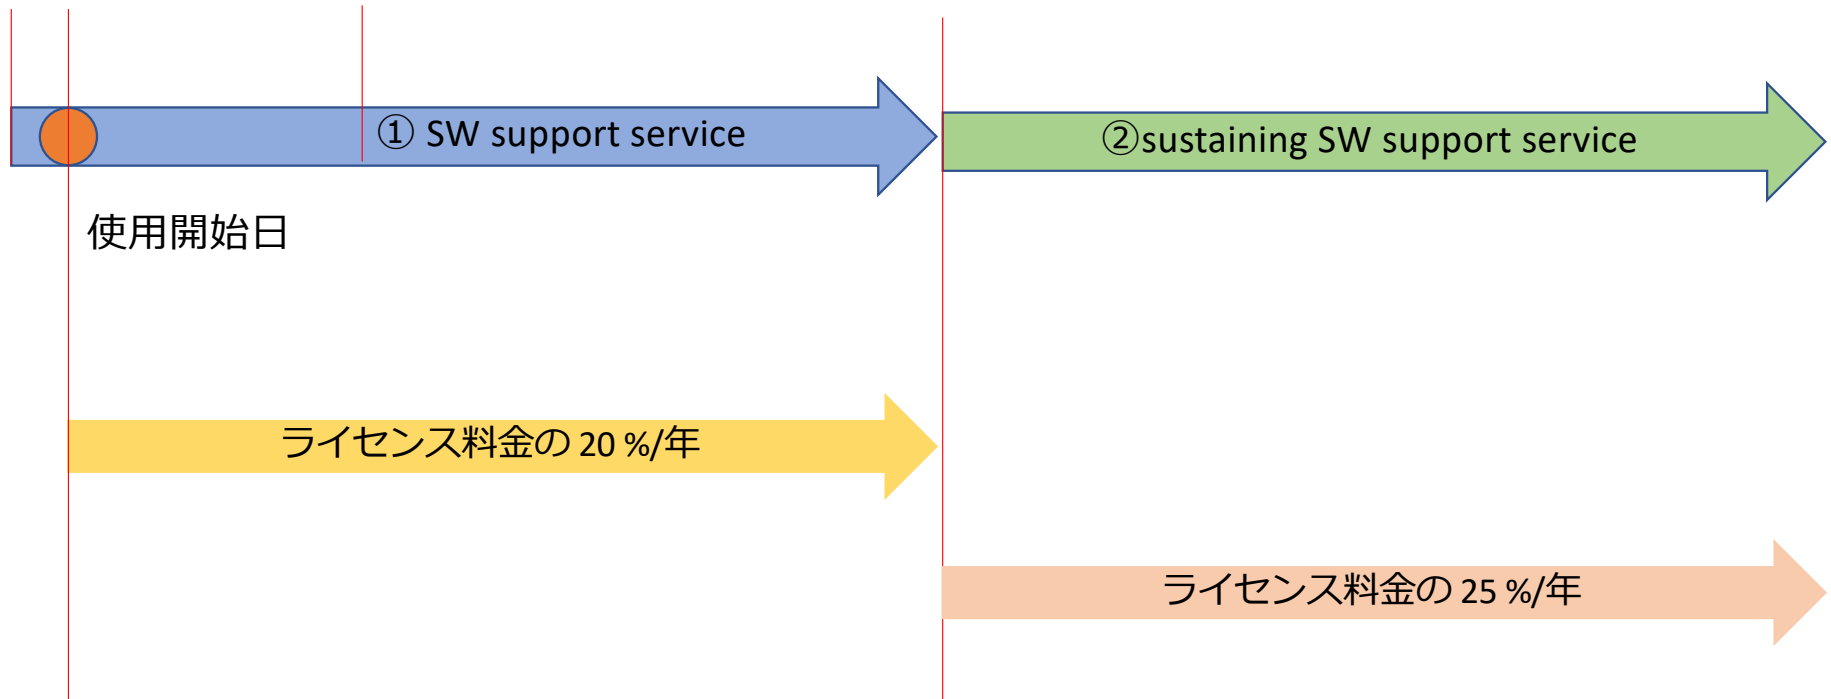 ① SW support service
②sustaining SW support service
使用開始日
ライセンス料金の 20 %/年
ライセンス料金の 25 %/年